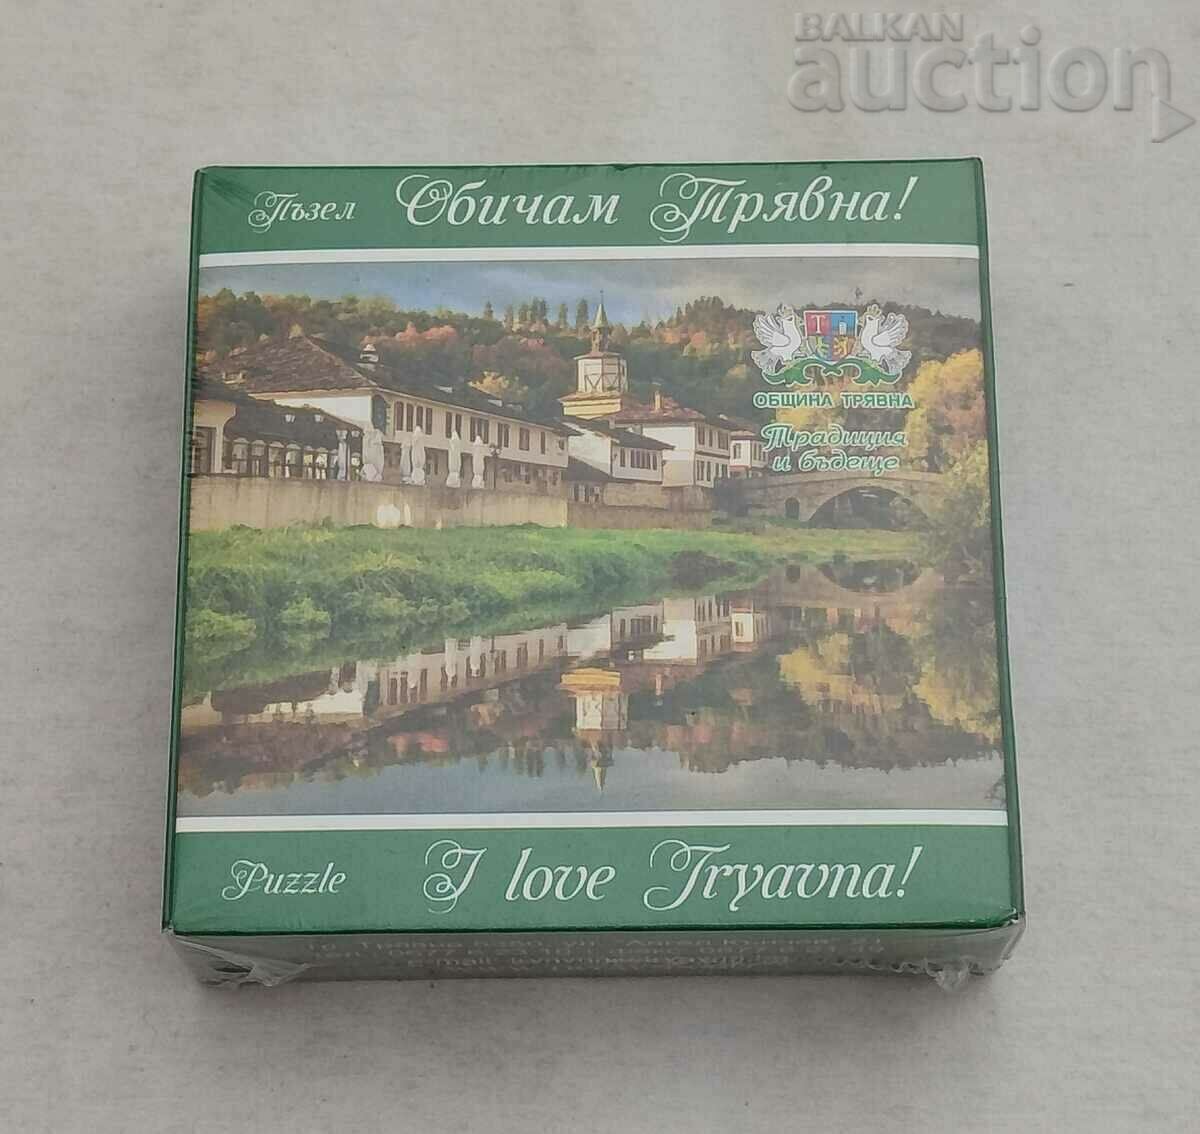 BALKAN
auction
Пъзел Обичам Трявна!
Т
ОБЩИНА ТРЯВНА
Традиция
и бъдеще
Puzzle I love Tryavna!